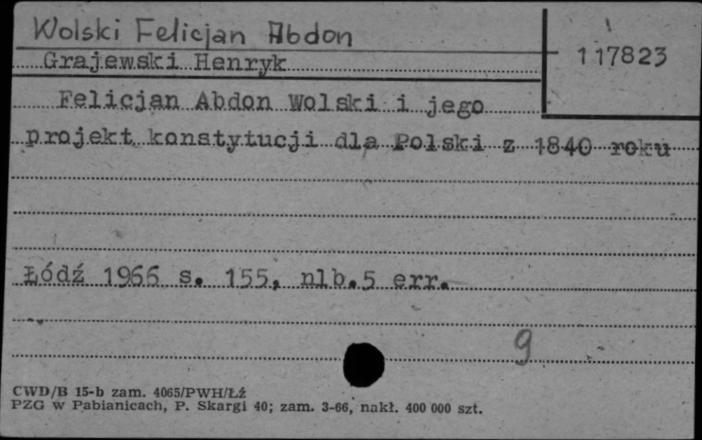 Wolski Felicjan Abdon
117823
Grajewski Henryk
Felicjan Abdon Wolski i jego
projekt konstytucji dla Polski z 1840 roku
Łódź 1966 s. 155, nlb.5 err.
9
CWD/B 15-b zam. 4065/PWH/Łź
PZG w Pabianicach, P. Skargi 40; zam. 3-66, nakł. 400 000 szt.